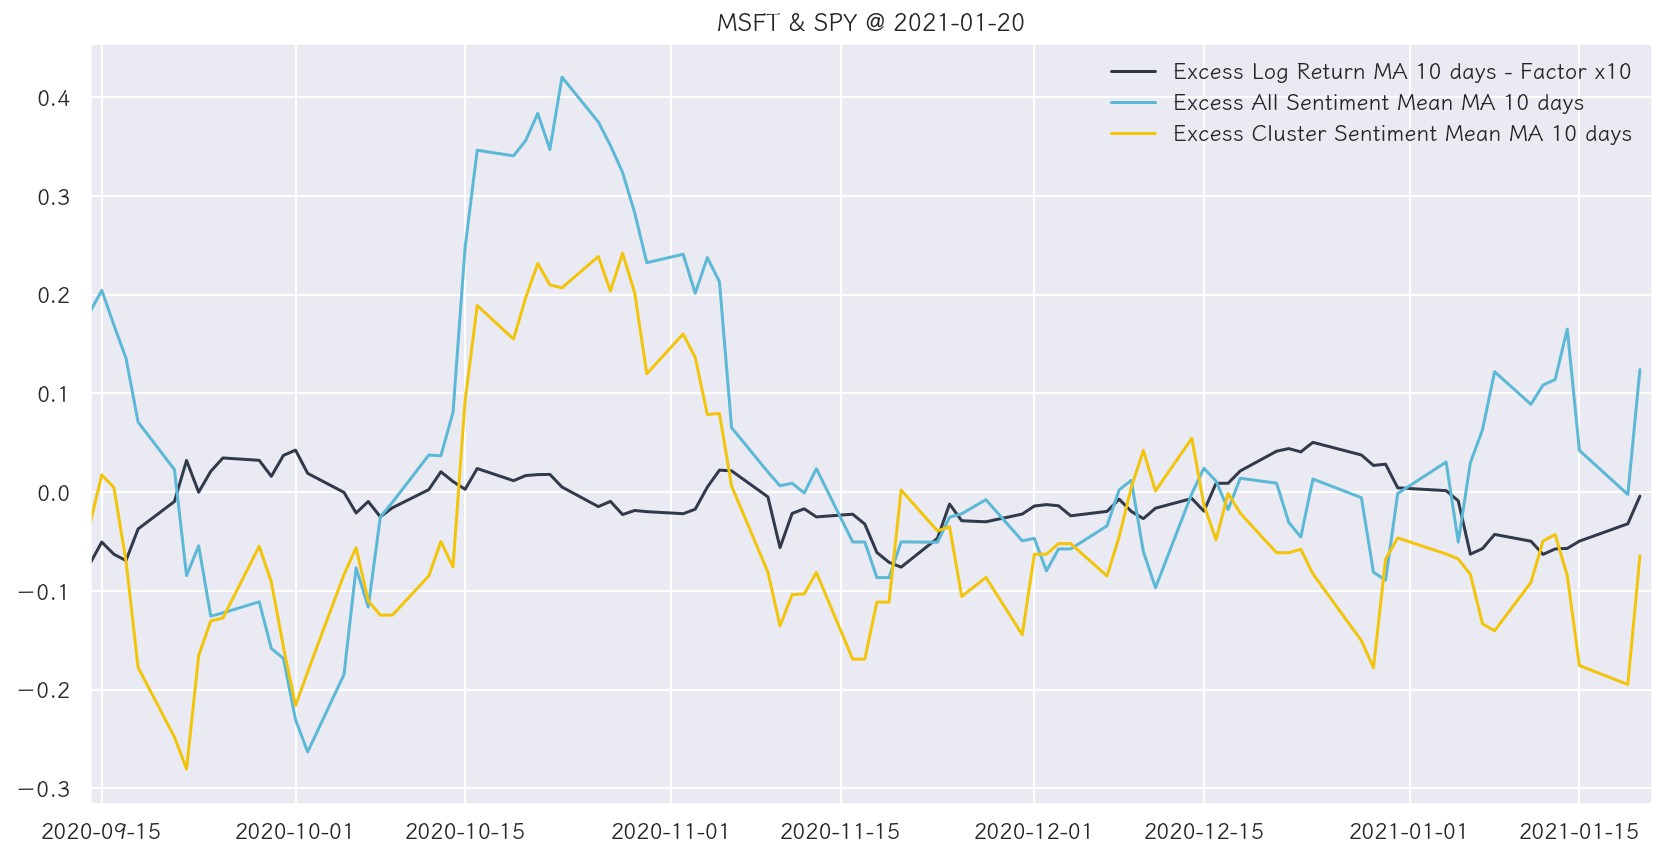 MSFT & SPY @ 2021-01-20
Excess Log Return MA 10 days - Factor x10
Excess All Sentiment Mean MA 10 days
Excess Cluster Sentiment Mean MA 10 days
0.4
0.3
0.2
0.1
0.0
−0.1
−0.2
−0.3
2020-09-15 2020-10-01 2020-10-15 2020-11-01 2020-11-15 2020-12-01 2020-12-15 2021-01-01 2021-01-15